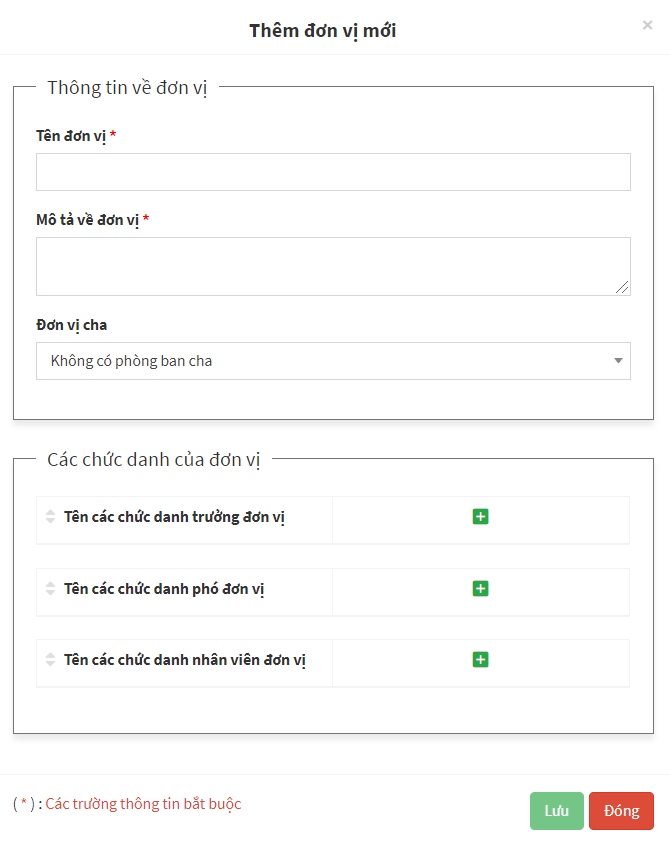 Thêm đơn vị mới
×
Thông tin về đơn vị
Tên đơn vị *
Mô tả về đơn vị *
Đơn vị cha
Không có phòng ban cha
Các chức danh của đơn vị
Tên các chức danh trưởng đơn vị
Tên các chức danh phó đơn vị
Tên các chức danh nhân viên đơn vị
( * ) : Các trường thông tin bắt buộc
Lưu
Đóng